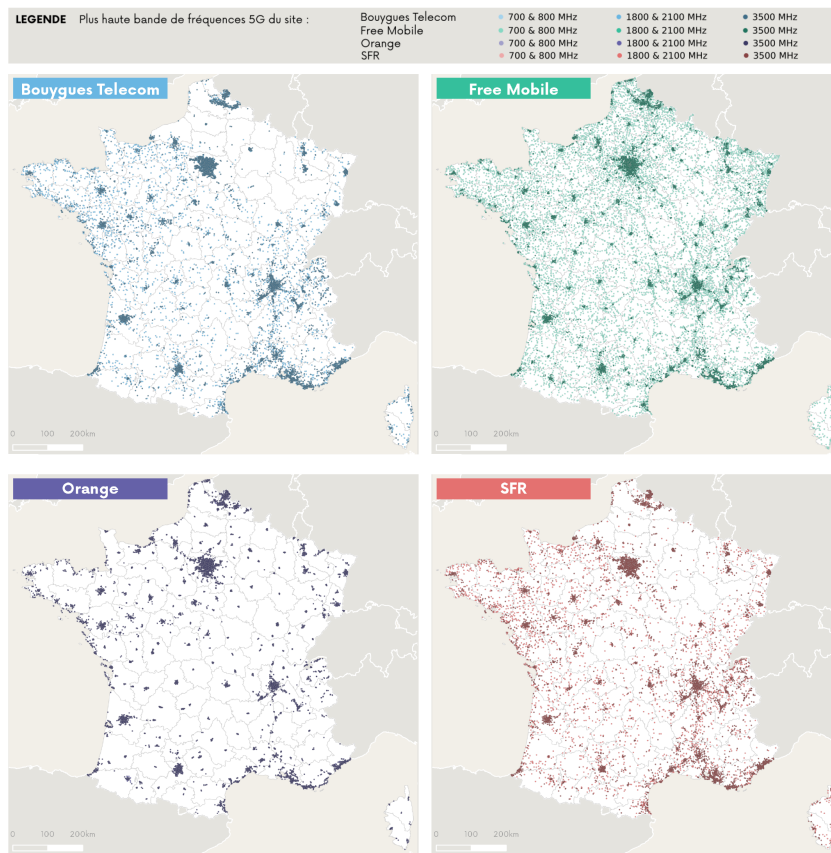 LEGENDE Plus haute bande de fréquences 5G du site :
Bouygues Telecom 700 & 800 MHz 1800 & 2100 MHz 3500 MHz
Free Mobile 700 & 800 MHz 1800 & 2100 MHz 3500 MHz
Orange 700 & 800 MHz 1800 & 2100 MHz 3500 MHz
SFR 700 & 800 MHz 1800 & 2100 MHz 3500 MHz
Bouygues Telecom
Free Mobile
0 100 200km
0 100 200km
Orange
SFR
0 100 200km
0 100 200km